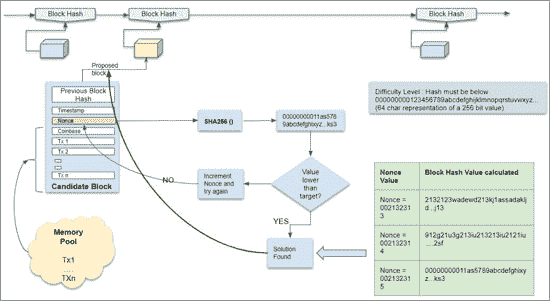 Block Hash
Block Hash
Block Hash
Proposed
block
Previous Block
Hash
Timestamp
Nonce
Coinbase
Tx 1
Tx 2
Tx n
Candidate Block
SHA256 ()
00000000011as578
9abcdefghixyz...ks3
Difficulty Level : Hash must be below
000000000123456789abcdefghijklmnopqrstuvwxyz...
(64 char representation of a 256 bit value)
NO
Increment
Nonce and
try again
Value
lower
than
target?
YES
Solution
Found
Memory
Pool
Tx1
....
TXn
Nonce
Value
Block Hash Value calculated
Nonce =
00213231
3
2132123wadewd213kj1assadaklj
d...j13
Nonce =
00213231
4
912g21u3g213iu213213iu2121iu
....2sf
Nonce =
00213231
5
00000000011as5789abcdefghixy
z...ks3